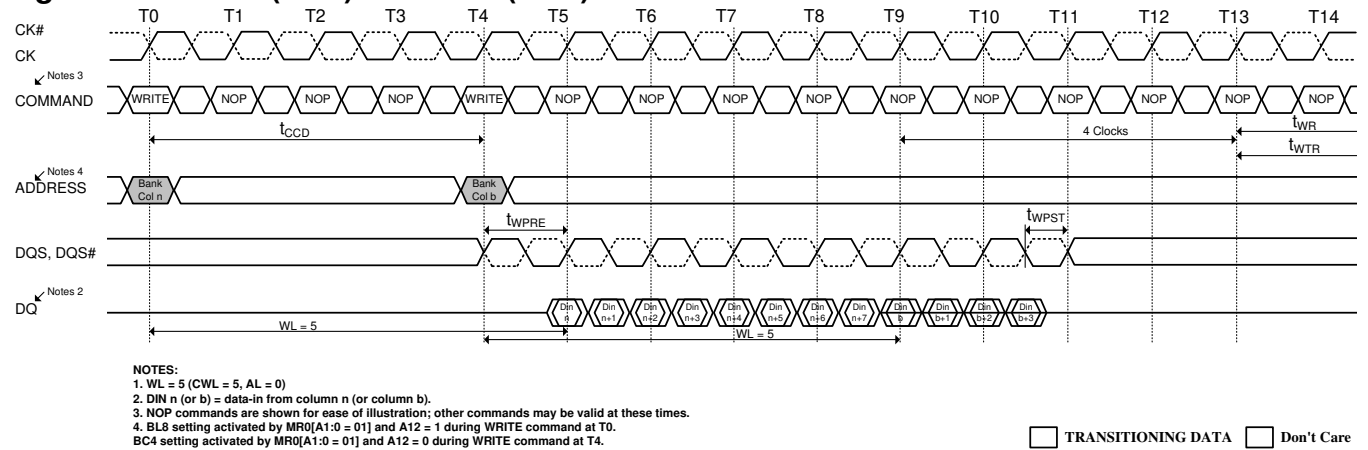 T0 T1 T2 T3 T4 T5 T6 T7 T8 T9 T10 T11 T12 T13 T14
CK#
CK
Notes 3
COMMAND WRITE NOP NOP NOP WRITE NOP NOP NOP NOP NOP NOP NOP NOP NOP NOP
tCCD 4 Clocks tWR
tWTR
Notes 4
ADDRESS
Bank Col n
Bank Col b
tWPRE tWPST
DQS, DQS#
Notes 2
DQ
Din n
Din n+1
Din n+2
Din n+3
Din n+4
Din n+5
Din n+6
Din n+7
Din b
Din b+1
Din b+2
Din b+3
WL = 5
WL = 5
NOTES:
1. WL = 5 (CWL = 5, AL = 0)
2. DIN n (or b) = data-in from column n (or column b).
3. NOP commands are shown for ease of illustration; other commands may be valid at these times.
4. BL8 setting activated by MR0[A1:0 = 01] and A12 = 1 during WRITE command at T0.
BC4 setting activated by MR0[A1:0 = 01] and A12 = 0 during WRITE command at T4.
TRANSITIONING DATA Don't Care